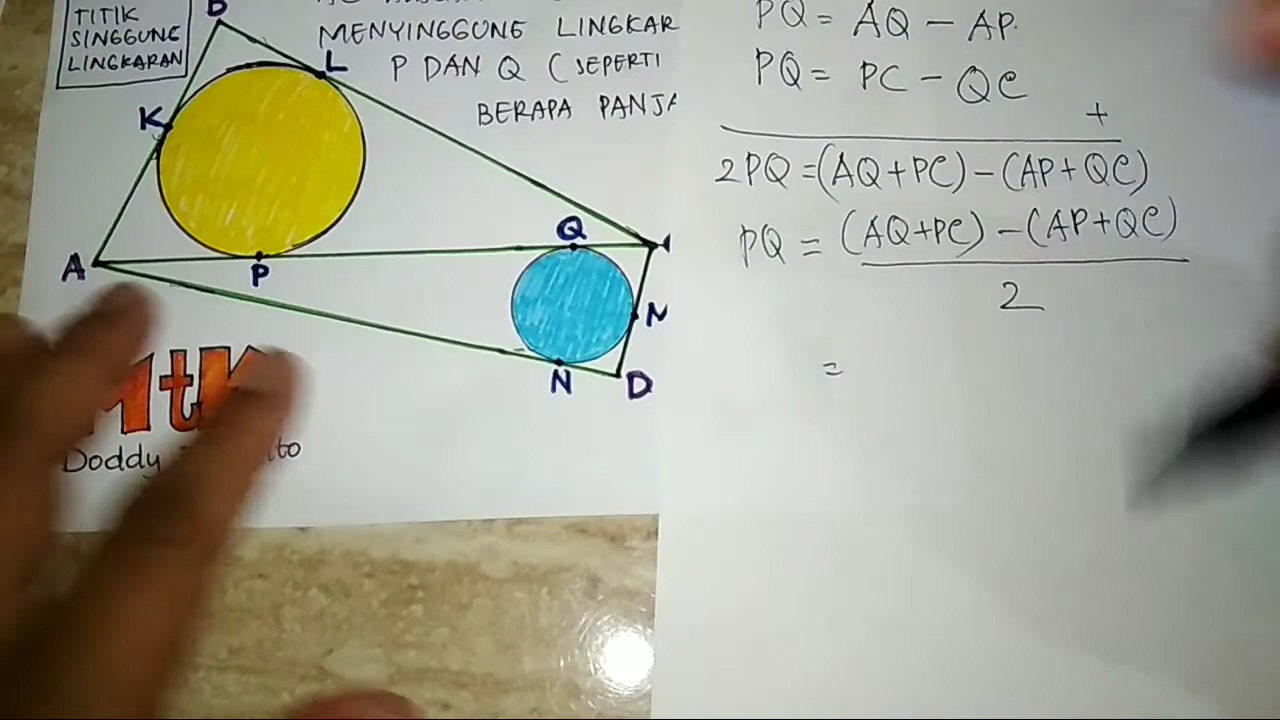 TITIK
SINGGUNG
LINGKARAN
MENYINGGUNG LINGKAR
P DAN Q (SEPERTI
BERAPA PANJA
B
L
K
A
P
Q
M
N
D
Mtk
Doddy
PQ = AQ - AP.
PQ = PC - QC
+
2PQ =(AQ+PC)-(AP+QC)
PQ = (AQ+PC) -(AP+QC)
2
=